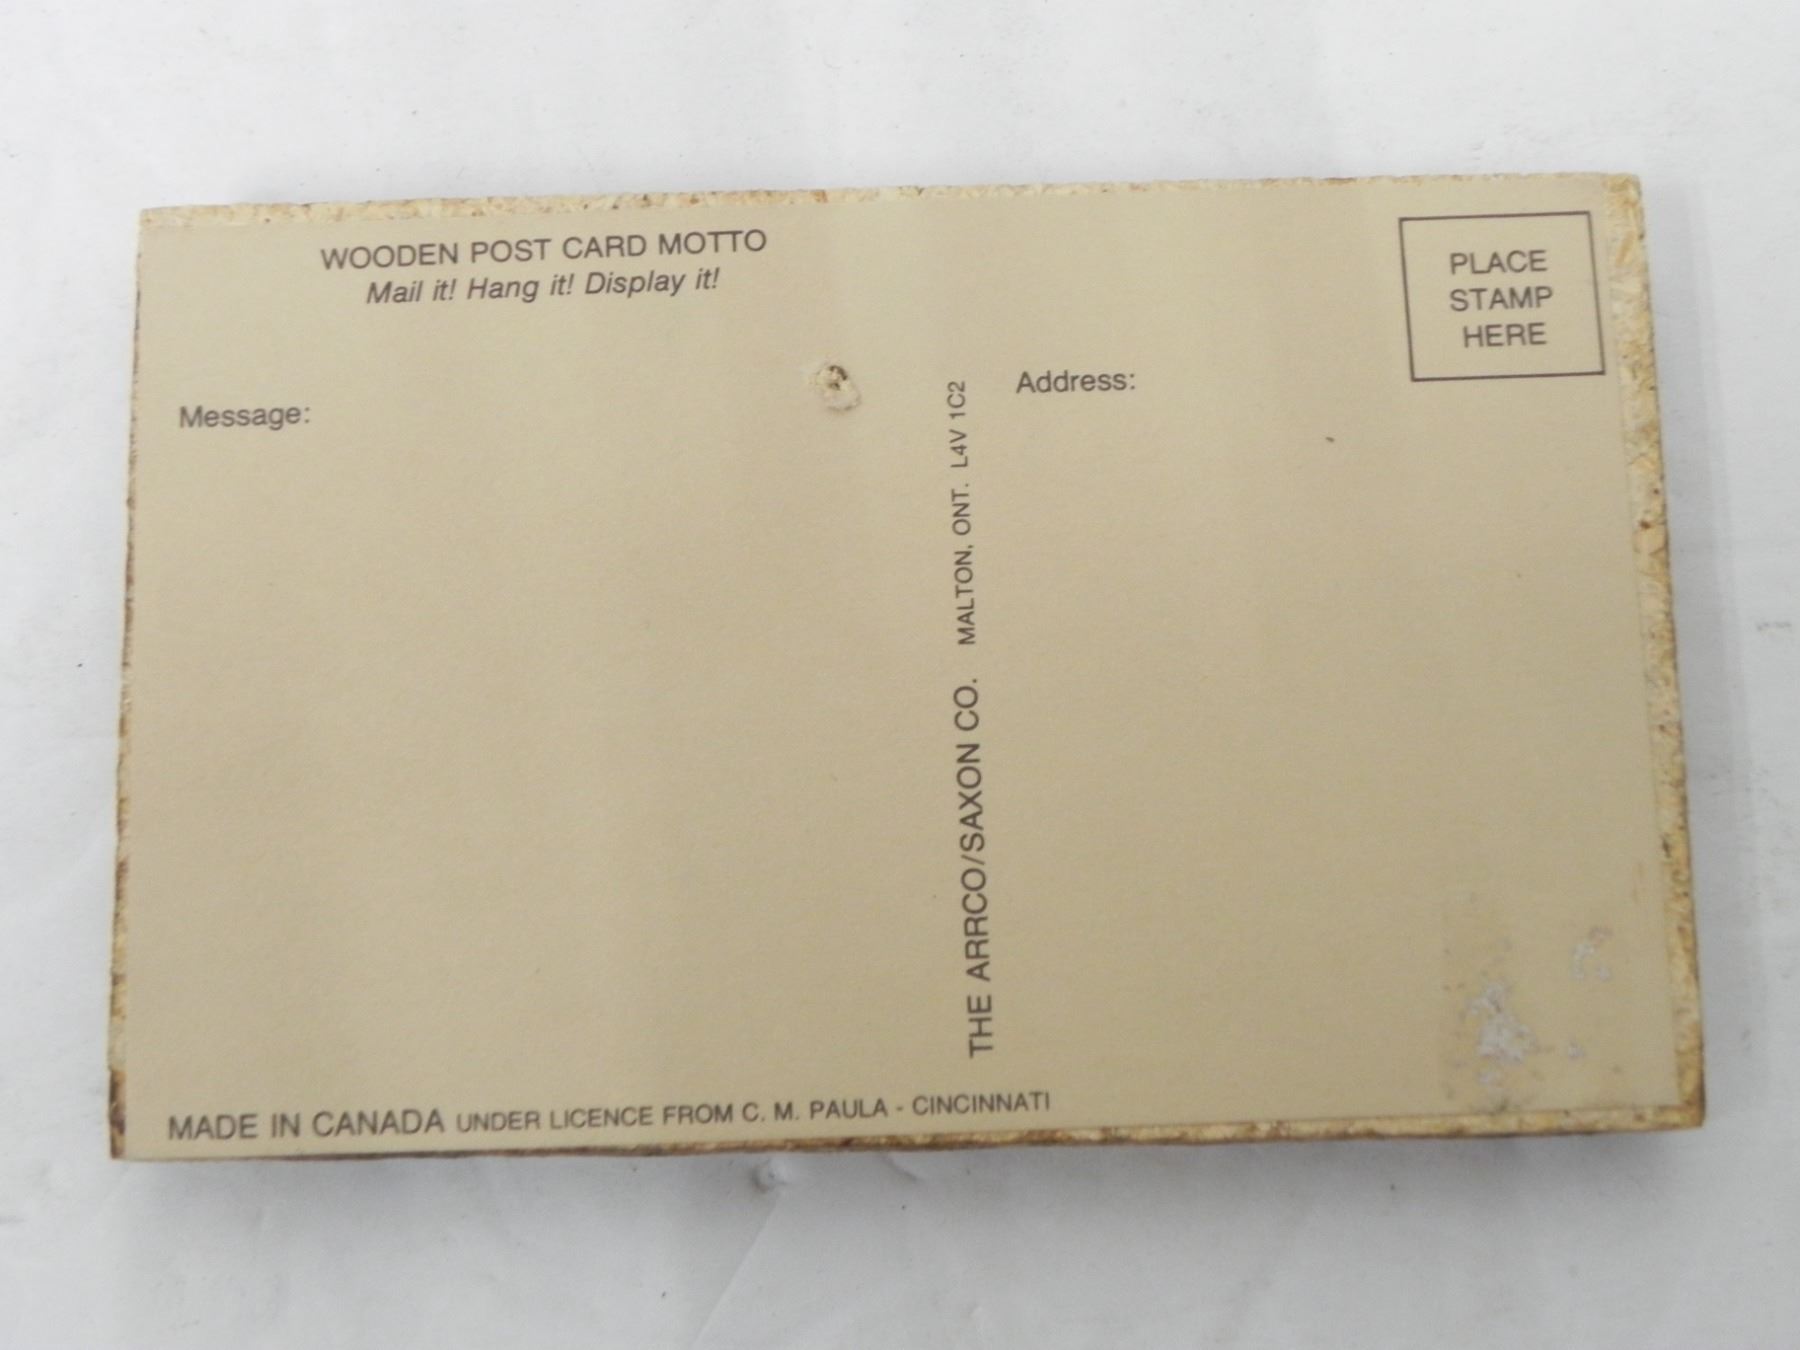 WOODEN POST CARD MOTTO
Mail it! Hang it! Display it!
PLACE
STAMP
HERE
Message:
Address:
THE ARRCO/SAXON CO. MALTON, ONT. L4V 1C2
MADE IN CANADA UNDER LICENCE FROM C. M. PAULA - CINCINNATI